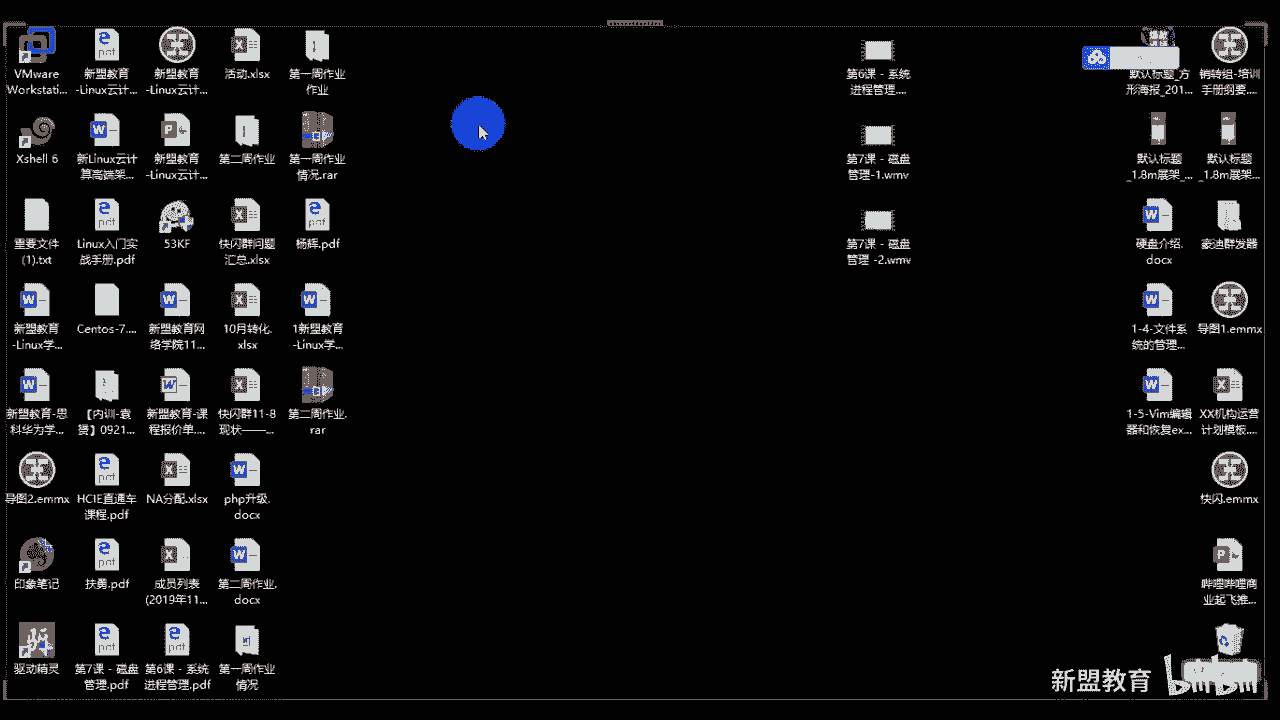 VMware
Workstati...
新盟教育
-Linux云计...
新盟教育
-Linux云计...
活动.xlsx
第一周作业
作业
第6课 - 系统
进程管理....
默认标题_方
形海报_201...
销转组-培训
手册纲要....
Xshell 6
新Linux云计
算高端架...
新盟教育
-Linux云计...
第二周作业
第一周作业
情况.rar
第7课 - 磁盘
管理-1.wmv
默认标题
_1.8m展架_...
默认标题
_1.8m展架...
重要文件
(1).txt
Linux入门实
战手册.pdf
53KF
快闪群问题
汇总.xlsx
杨辉.pdf
第7课 - 磁盘
管理 -2.wmv
硬盘介绍.
docx
豪迪群发器
新盟教育
-Linux学...
Centos-7....
新盟教育网
络学院11...
10月转化.
xlsx
1新盟教育
-Linux学...
1-4-文件系
统的管理...
导图1.emmx
新盟教育-思
科华为学...
【内训-袁
赟】0921...
新盟教育-课
程报价单....
快闪群11-8
现状——...
第二周作业.
rar
1-5-Vim编辑
器和恢复ex...
XX机构运营
计划模板....
导图2.emmx
HCIE直通车
课程.pdf
NA分配.xlsx
php升级.
docx
快闪.emmx
印象笔记
扶勇.pdf
成员列表
(2019年11...
第二周作业.
docx
哔哩哔哩商
业起飞推...
驱动精灵
第7课 - 磁盘
管理.pdf
第6课 - 系统
进程管理.pdf
第一周作业
情况
新盟教育
bilibili